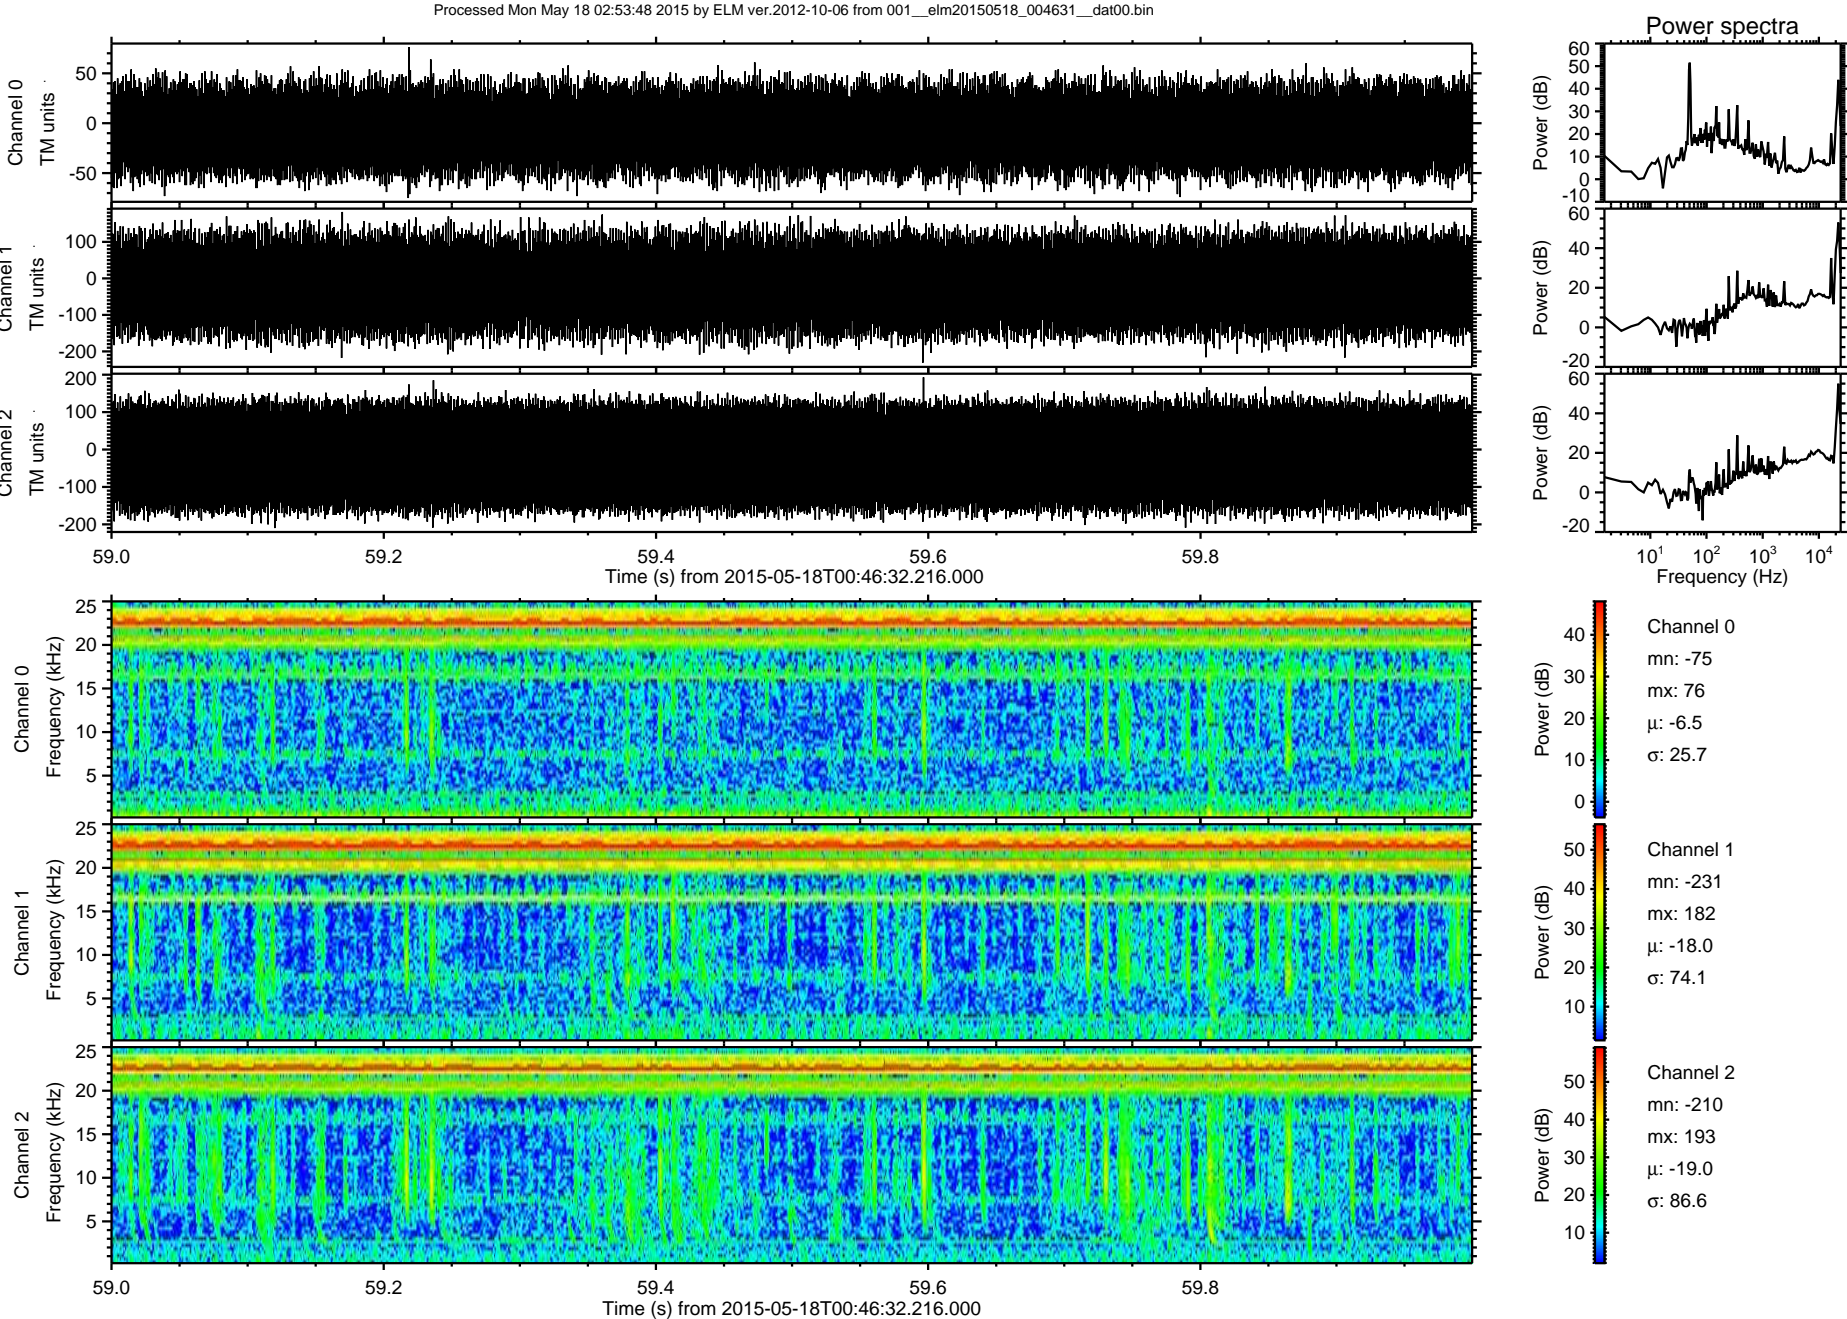 Processed Mon May 18 02:53:48 2015 by ELM ver.2012-10-06 from 001__elm20150518_004631__dat00.bin
Power spectra
Channel 0
TM units
50
0
-50
Power (dB)
60
50
40
30
20
10
0
-10
Channel 1
TM units
100
0
-100
-200
Power (dB)
60
40
20
0
-20
Channel 2
TM units
200
100
0
-100
-200
Power (dB)
60
40
20
0
-20
59.0 59.2 59.4 59.6 59.8
Time (s) from 2015-05-18T00:46:32.216.000
10¹ 10² 10³ 10⁴
Frequency (Hz)
Channel 0
Frequency (kHz)
25
20
15
10
5
Power (dB)
40
30
20
10
0
Channel 0
mn: -75
mx: 76
μ: -6.5
σ: 25.7
Channel 1
Frequency (kHz)
25
20
15
10
5
Power (dB)
50
40
30
20
10
Channel 1
mn: -231
mx: 182
μ: -18.0
σ: 74.1
Channel 2
Frequency (kHz)
25
20
15
10
5
Power (dB)
50
40
30
20
10
Channel 2
mn: -210
mx: 193
μ: -19.0
σ: 86.6
59.0 59.2 59.4 59.6 59.8
Time (s) from 2015-05-18T00:46:32.216.000